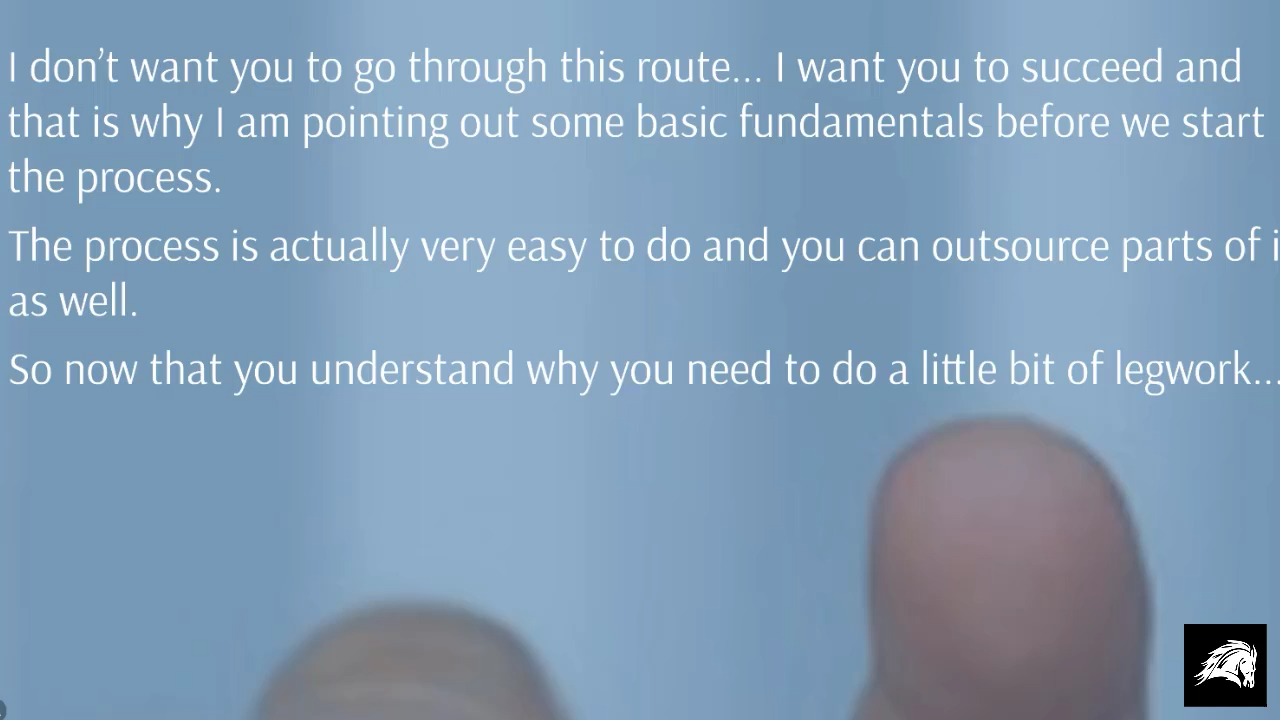 I don’t want you to go through this route... I want you to succeed and
that is why I am pointing out some basic fundamentals before we start
the process.
The process is actually very easy to do and you can outsource parts of i
as well.
So now that you understand why you need to do a little bit of legwork...